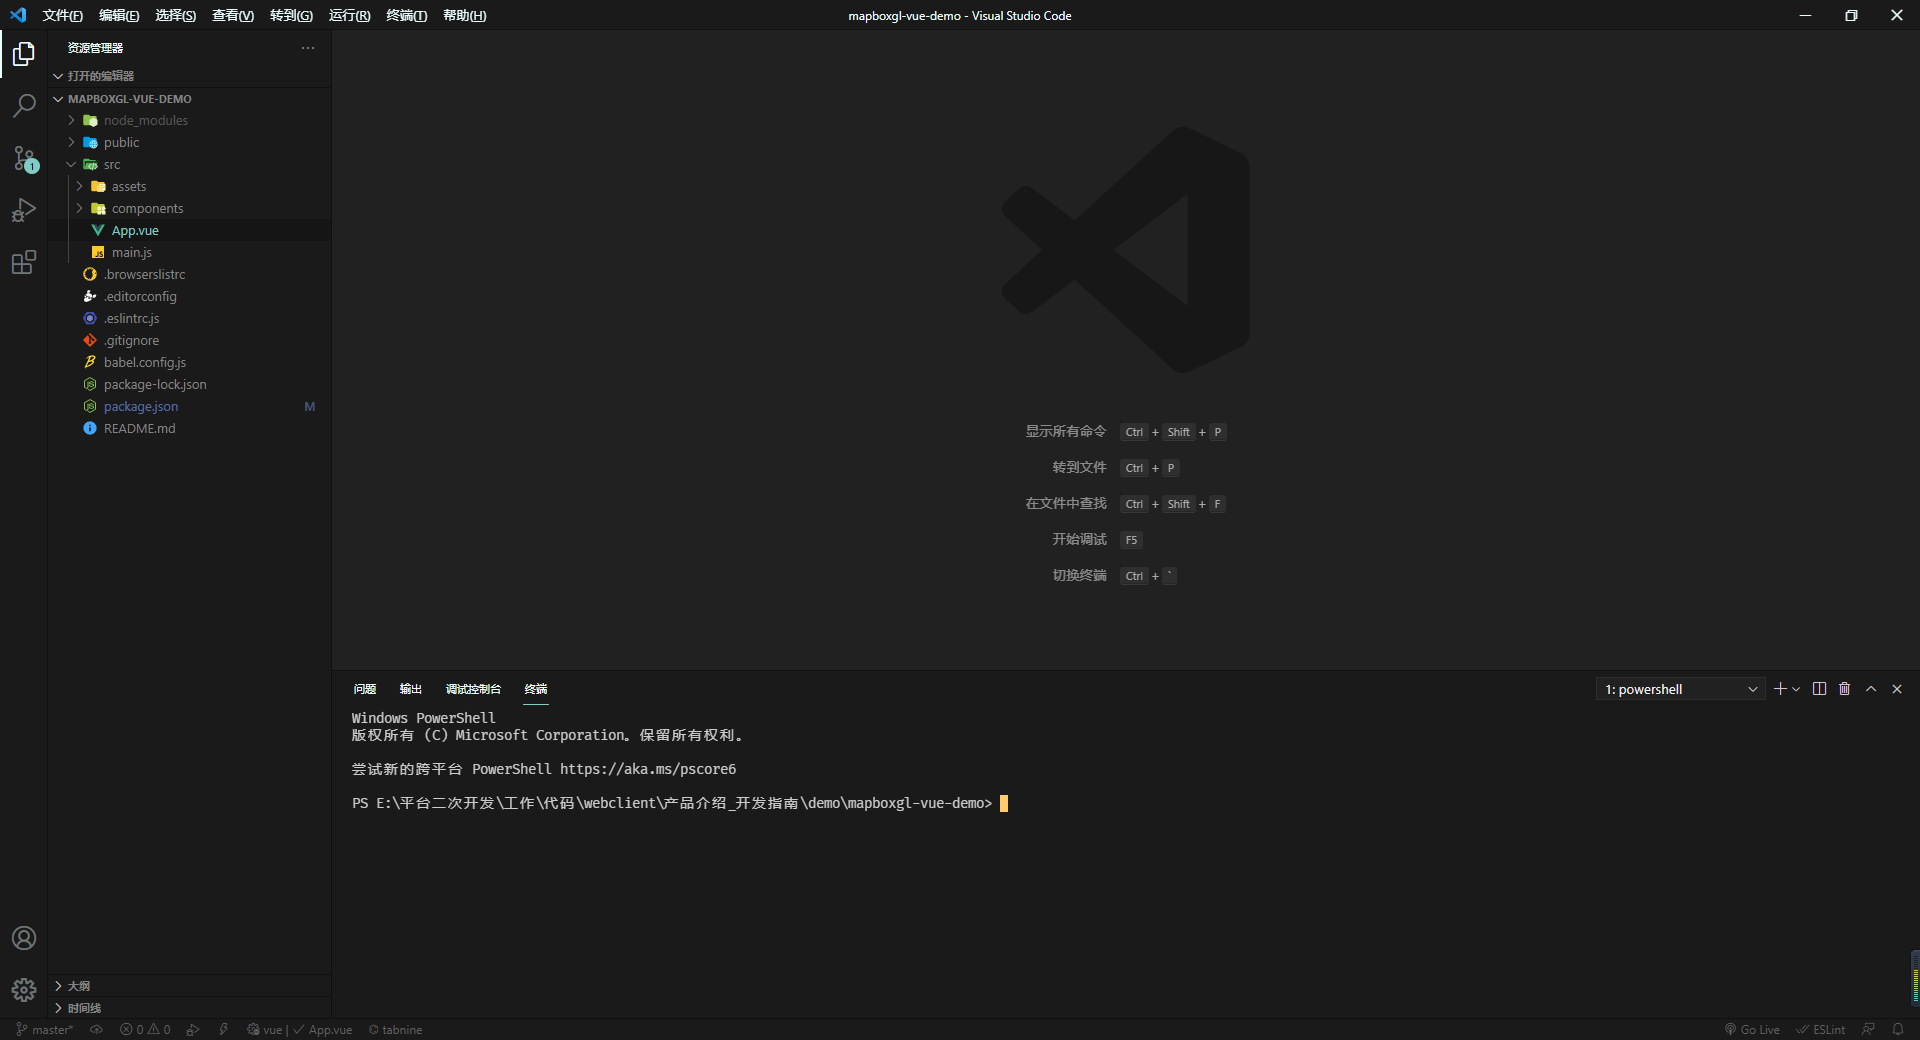 文件(F) 编辑(E) 选择(S) 查看(V) 转到(G) 运行(R) 终端(T) 帮助(H)
mapboxgl-vue-demo - Visual Studio Code
资源管理器
打开的编辑器
MAPBOXGL-VUE-DEMO
node_modules
public
src
assets
components
App.vue
main.js
.browserslistrc
.editorconfig
.eslintrc.js
.gitignore
babel.config.js
package-lock.json
package.json M
README.md
大纲
时间线
1
显示所有命令 Ctrl + Shift + P
转到文件 Ctrl + P
在文件中查找 Ctrl + Shift + F
开始调试 F5
切换终端 Ctrl + `
问题 输出 调试控制台 终端
1: powershell
Windows PowerShell
版权所有 (C) Microsoft Corporation。保留所有权利。
尝试新的跨平台 PowerShell https://aka.ms/pscore6
PS E:\平台二次开发\工作\代码\webclient\产品介绍_开发指南\demo\mapboxgl-vue-demo>
master* 0 0 vue | App.vue tabnine
Go Live ESLint